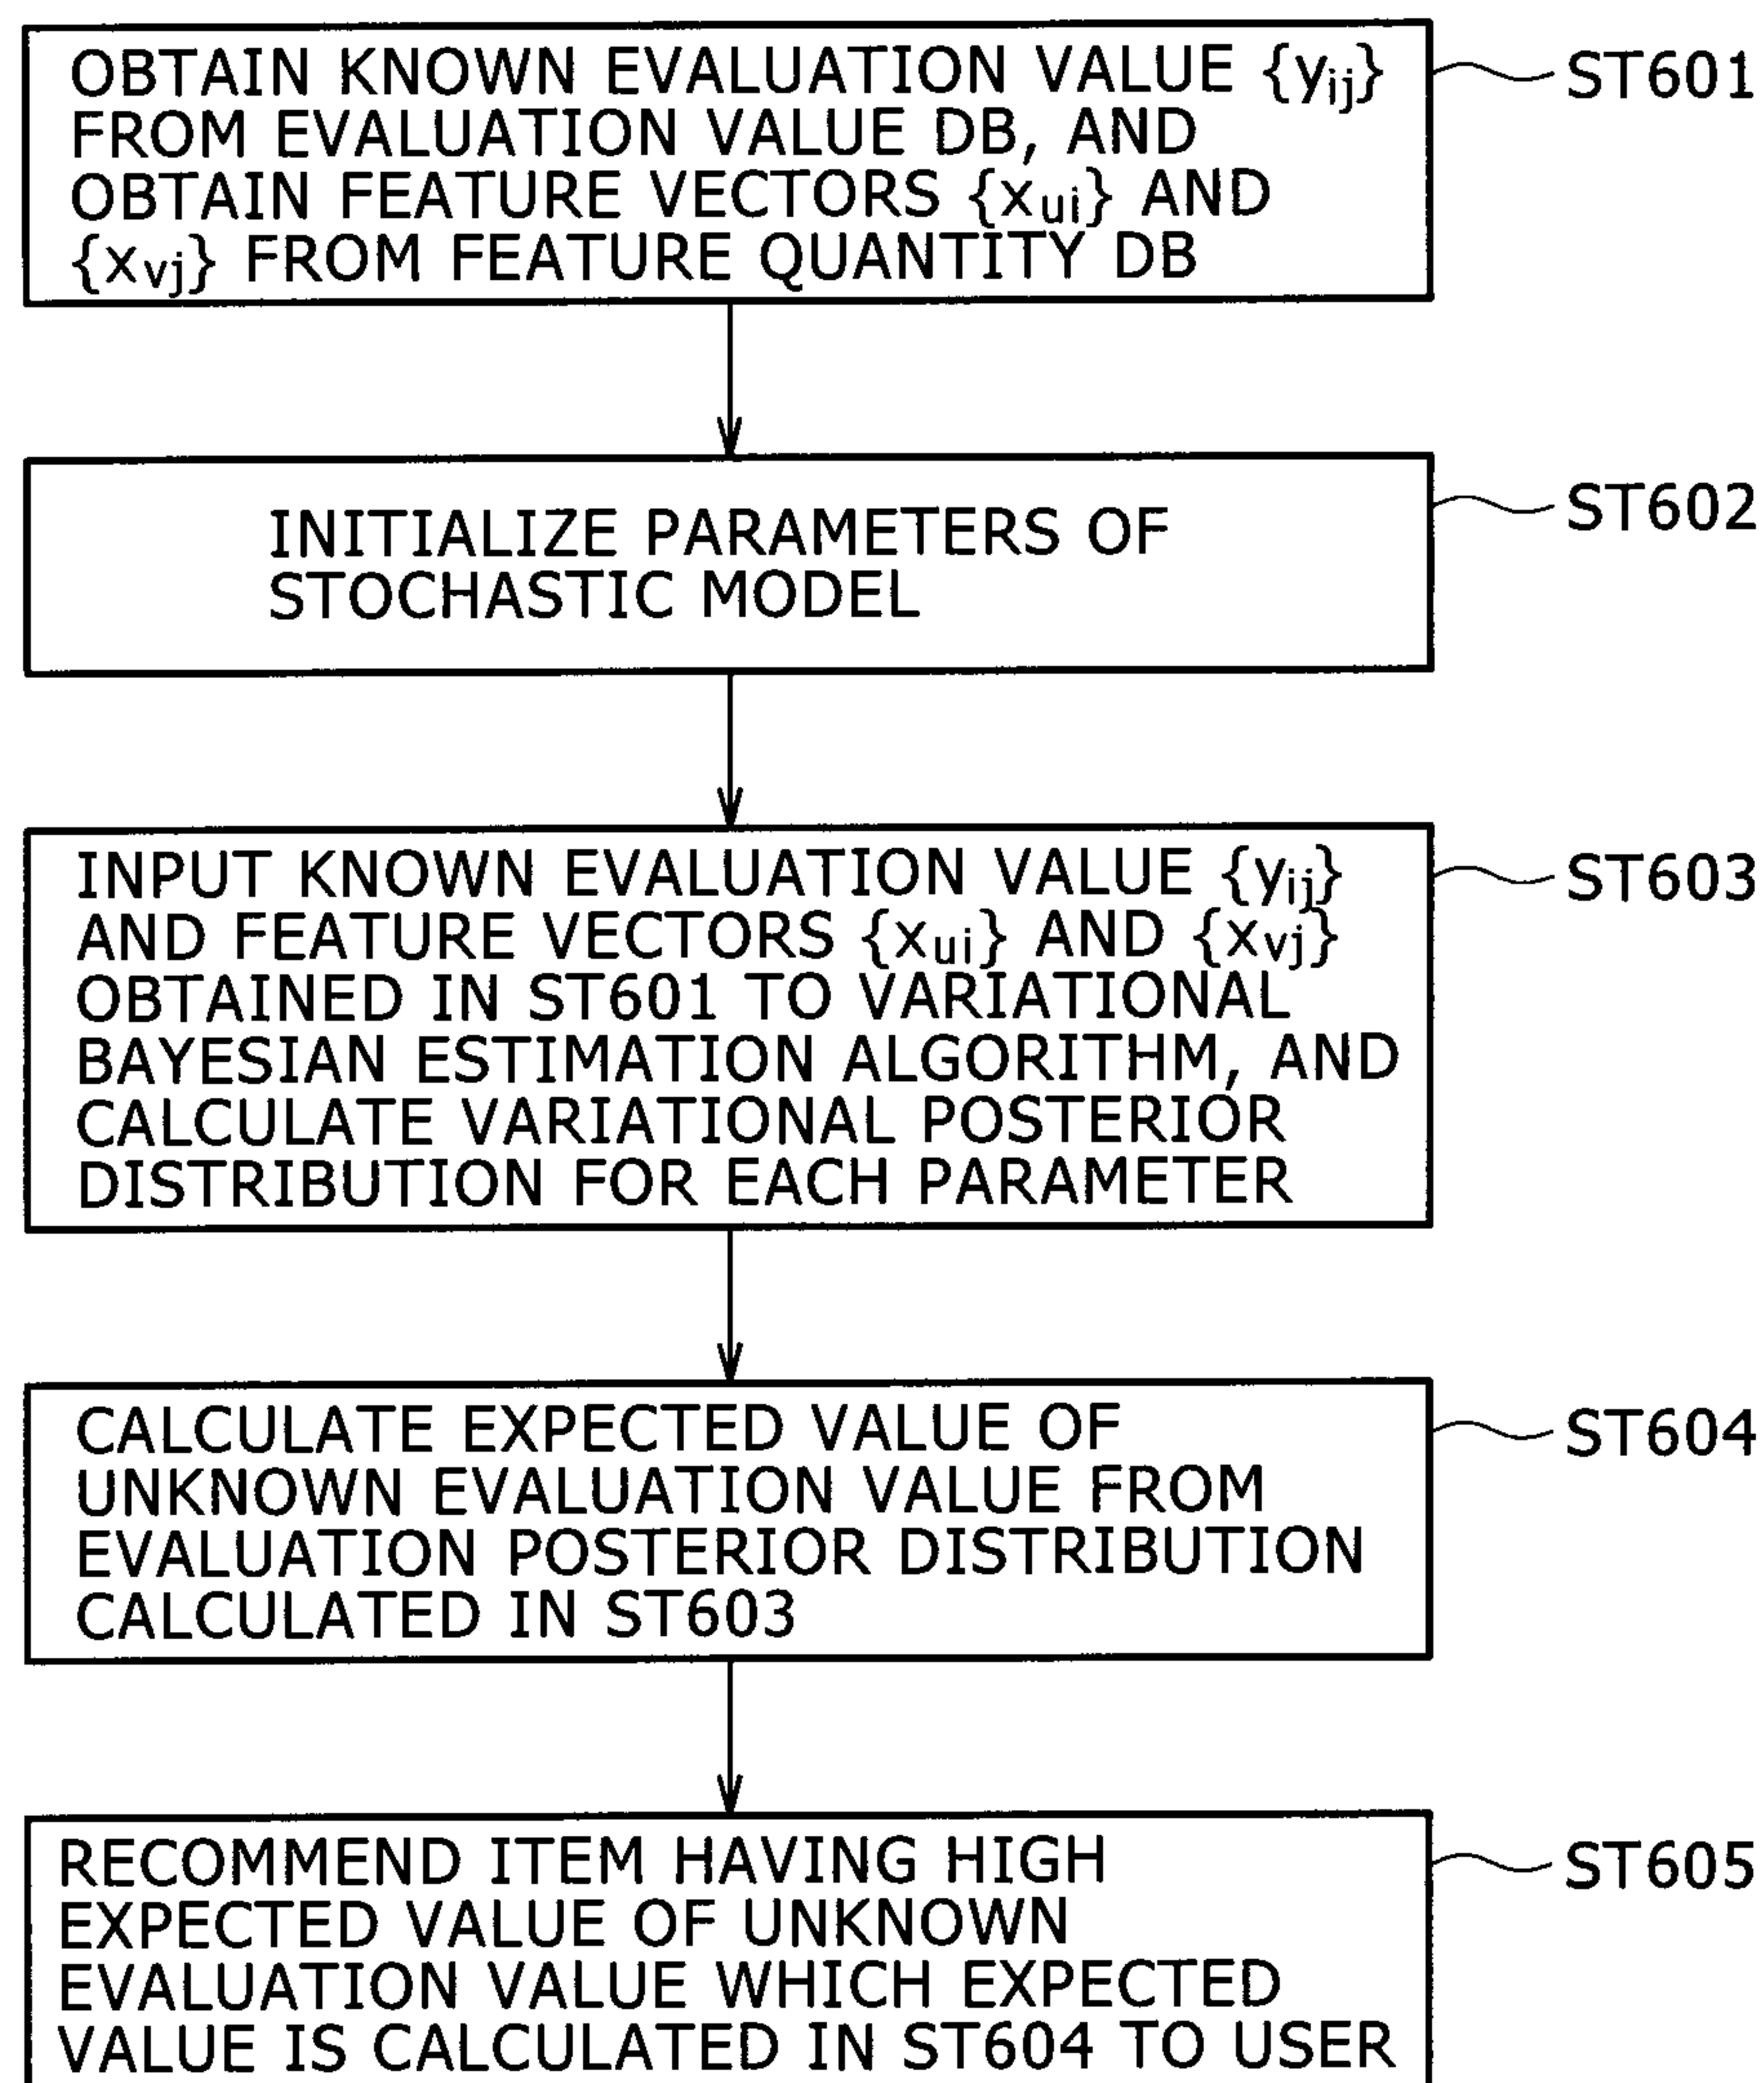 OBTAIN KNOWN EVALUATION VALUE {yij}
FROM EVALUATION VALUE DB, AND
OBTAIN FEATURE VECTORS {xui} AND
{xvj} FROM FEATURE QUANTITY DB
ST601
INITIALIZE PARAMETERS OF
STOCHASTIC MODEL
ST602
INPUT KNOWN EVALUATION VALUE {yij}
AND FEATURE VECTORS {xui} AND {xvj}
OBTAINED IN ST601 TO VARIATIONAL
BAYESIAN ESTIMATION ALGORITHM, AND
CALCULATE VARIATIONAL POSTERIOR
DISTRIBUTION FOR EACH PARAMETER
ST603
CALCULATE EXPECTED VALUE OF
UNKNOWN EVALUATION VALUE FROM
EVALUATION POSTERIOR DISTRIBUTION
CALCULATED IN ST603
ST604
RECOMMEND ITEM HAVING HIGH
EXPECTED VALUE OF UNKNOWN
EVALUATION VALUE WHICH EXPECTED
VALUE IS CALCULATED IN ST604 TO USER
ST605